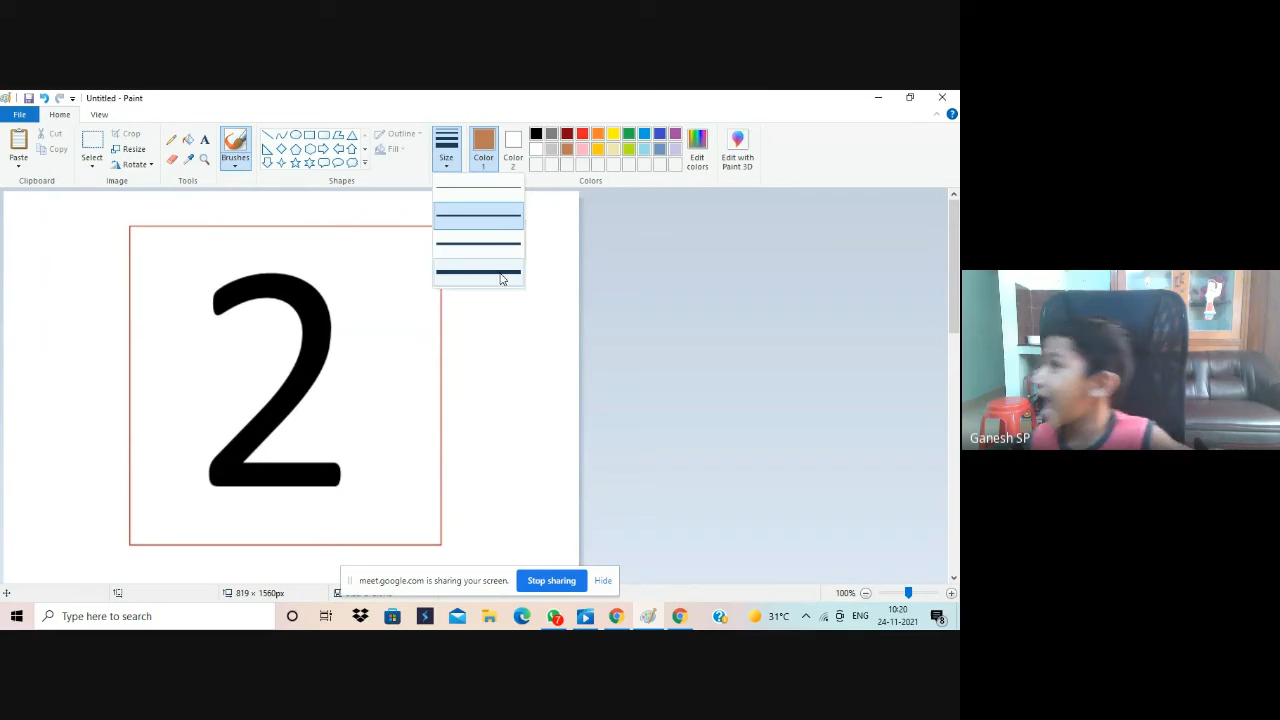 Untitled - Paint
File Home View
Paste
Cut
Copy
Clipboard
Select
Crop
Resize
Rotate
Image
A
Tools
Brushes
Outline
Fill
Shapes
Size
Color 1
Color 2
Edit colors
Edit with Paint 3D
Colors
2
Ganesh SP
meet.google.com is sharing your screen. Stop sharing Hide
819 × 1560px
100%
Type here to search
7
31°C
ENG
10:20
24-11-2021
8